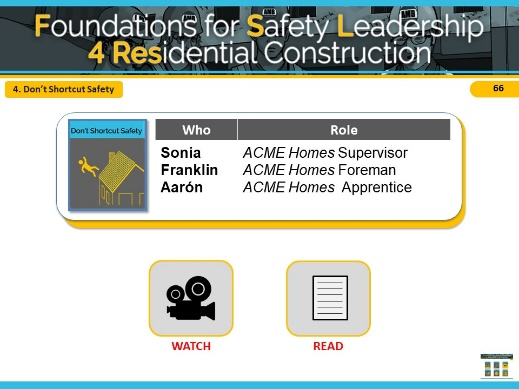 Foundations for Safety Leadership
4 Residential Construction
4. Don't Shortcut Safety
66
Don't Shortcut Safety
Who Role
Sonia ACME Homes Supervisor
Franklin ACME Homes Foreman
Aarón ACME Homes Apprentice
WATCH READ